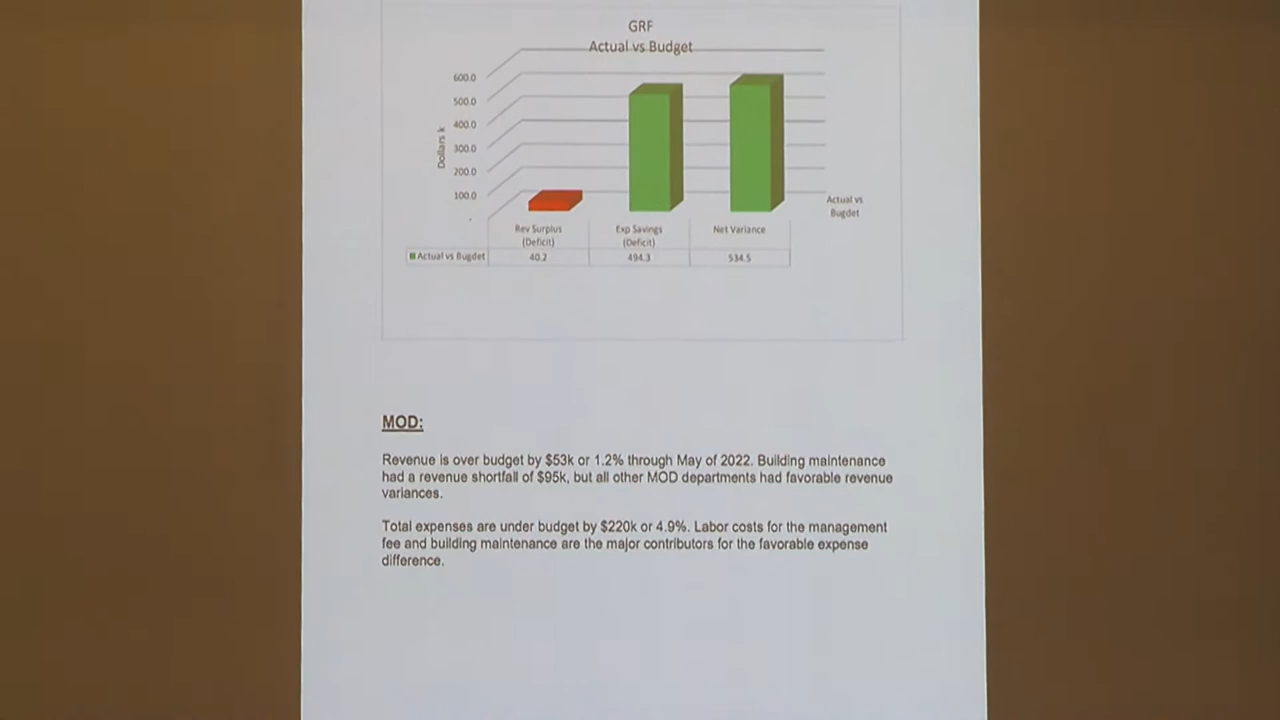 GRF
Actual vs Budget
600.0
500.0
400.0
300.0
200.0
100.0
-
Dollars k
Actual vs
Bugdet
Rev Surplus
(Deficit)
Exp Savings
(Deficit)
Net Variance
Actual vs Bugdet 40.2 494.3 534.5
MOD:
Revenue is over budget by $53k or 1.2% through May of 2022. Building maintenance
had a revenue shortfall of $95k, but all other MOD departments had favorable revenue
variances.
Total expenses are under budget by $220k or 4.9%. Labor costs for the management
fee and building maintenance are the major contributors for the favorable expense
difference.